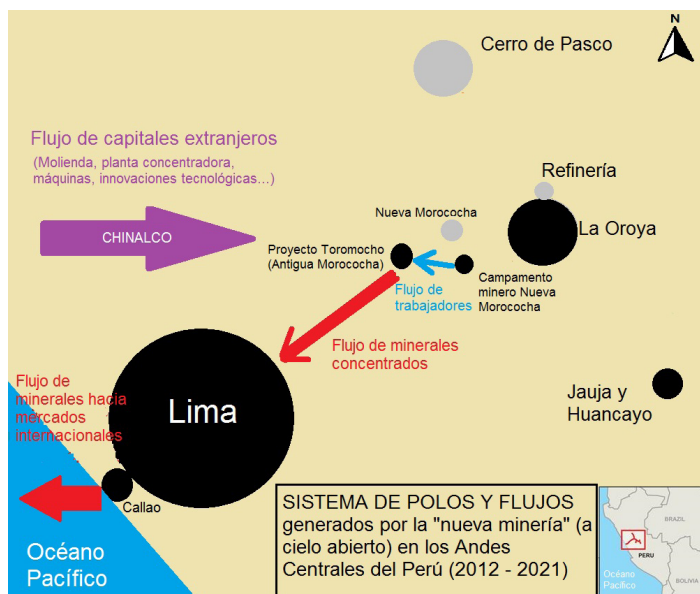 N
Cerro de Pasco
Flujo de capitales extranjeros
(Molienda, planta concentradora,
máquinas, innovaciones tecnológicas...)
CHINALCO
Refinería
La Oroya
Nueva Morococha
Proyecto Toromocho
(Antigua Morococha)
Campamento
minero Nueva
Morococha
Flujo de
trabajadores
Flujo de minerales
concentrados
Flujo de
minerales hacia
mercados
internacionales
Lima
Jauja y
Huancayo
Callao
Océano
Pacífico
SISTEMA DE POLOS Y FLUJOS
generados por la "nueva minería" (a
cielo abierto) en los Andes
Centrales del Perú (2012 - 2021)
BRAZIL
PERU
BOLIVIA
Océano
Pacífico